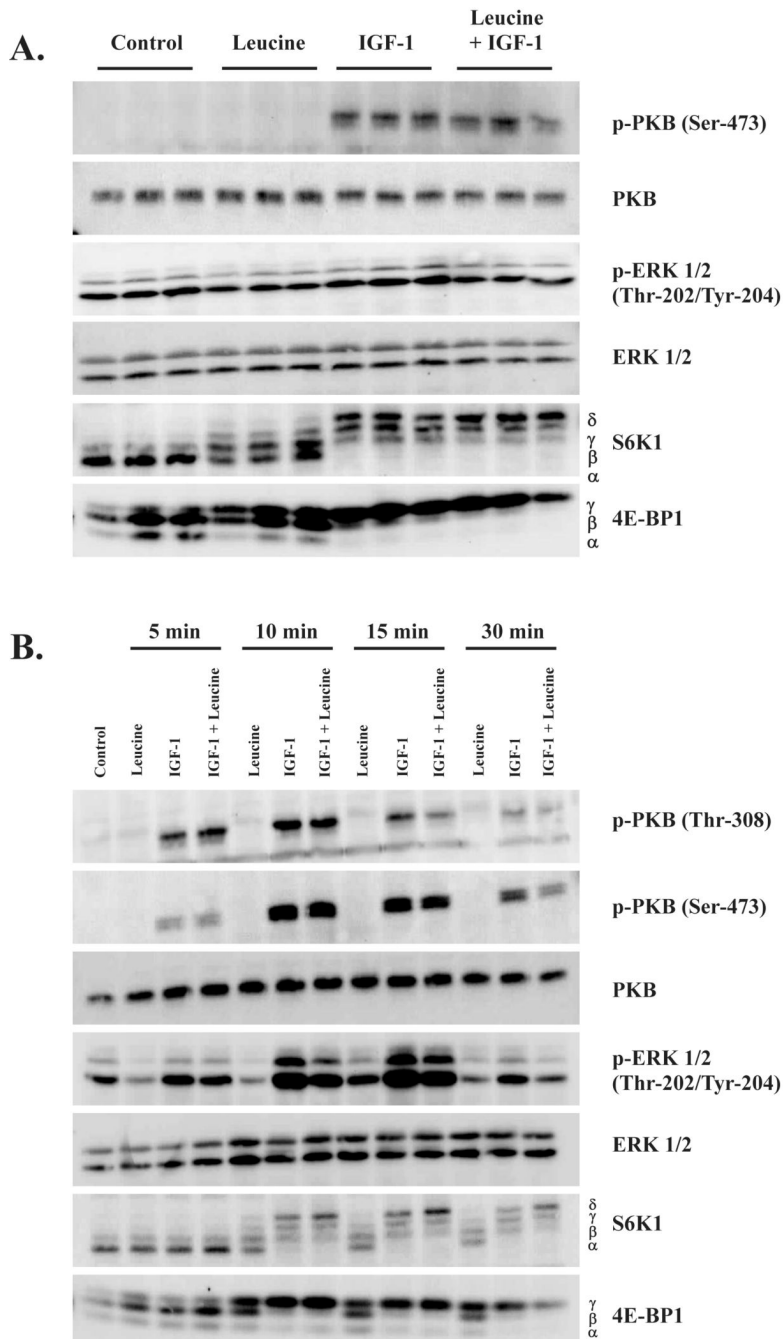 A.
Control
Leucine
IGF-1
Leucine
+ IGF-1
p-PKB (Ser-473)
PKB
p-ERK 1/2
(Thr-202/Tyr-204)
ERK 1/2
δ
γ
β
α
S6K1
γ
β
α
4E-BP1
B.
5 min
10 min
15 min
30 min
Control
Leucine
IGF-1
IGF-1 + Leucine
Leucine
IGF-1
IGF-1 + Leucine
Leucine
IGF-1
IGF-1 + Leucine
Leucine
IGF-1
IGF-1 + Leucine
p-PKB (Thr-308)
p-PKB (Ser-473)
PKB
p-ERK 1/2
(Thr-202/Tyr-204)
ERK 1/2
δ
γ
β
α
S6K1
γ
β
α
4E-BP1